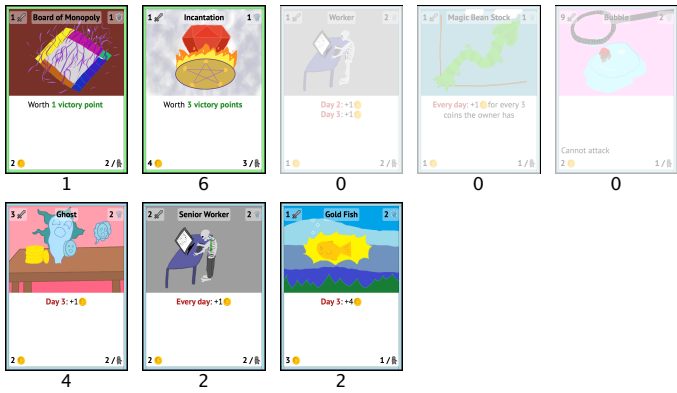 1 Board of Monopoly 1
Worth 1 victory point
2 2 /
1
1 Incantation 1
Worth 3 victory points
4 3 /
6
1 Worker 2
Day 2: +1
Day 3: +1
1 2 /
0
1 Magic Bean Stock 1
Every day: +1 for every 3
coins the owner has
1 1 /
0
9 Bubble 2
Cannot attack
2 1 /
0
3 Ghost 2
Day 3: +1
2 2 /
4
2 Senior Worker 2
Every day: +1
2 2 /
2
1 Gold Fish 2
Day 3: +4
3 1 /
2